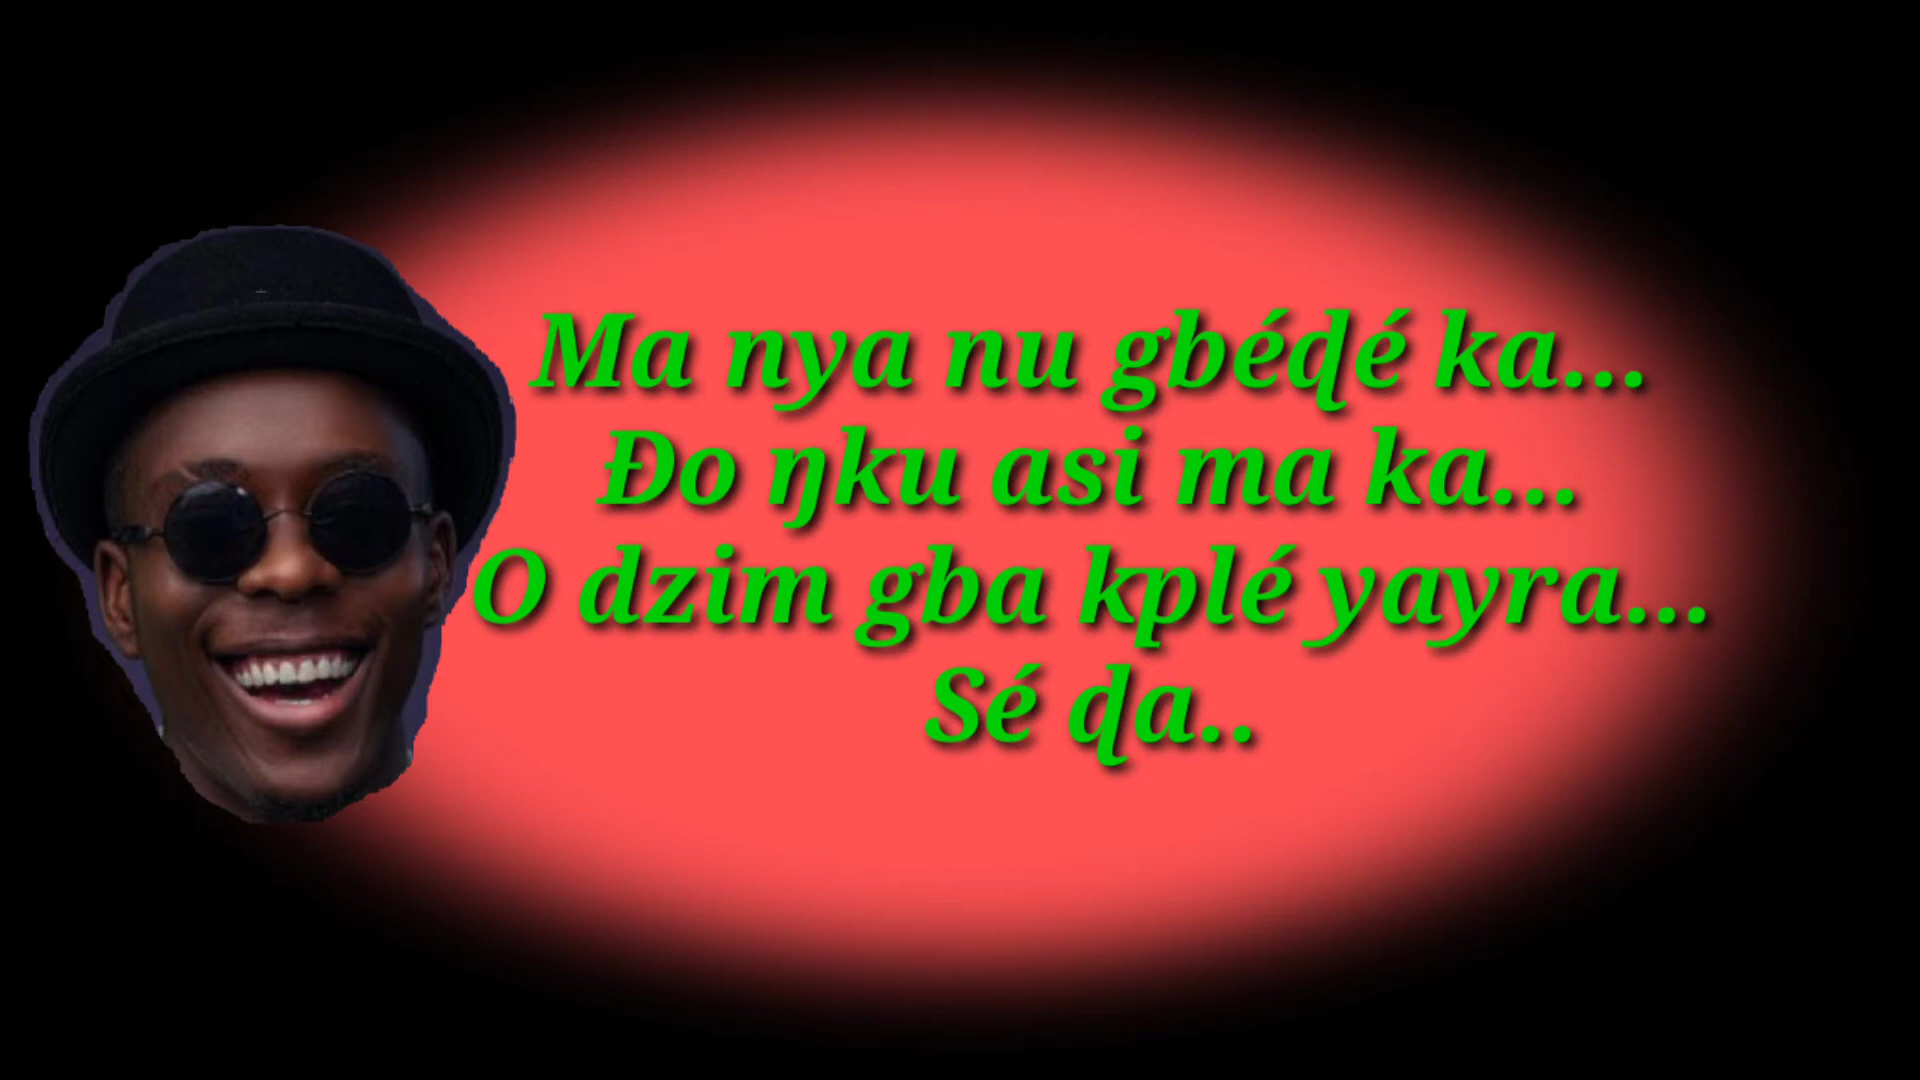 Ma nya nu gbéɖé ka...
Ɖo ŋku asi ma ka...
O dzim gba kplé yayra...
Sé ɖa..